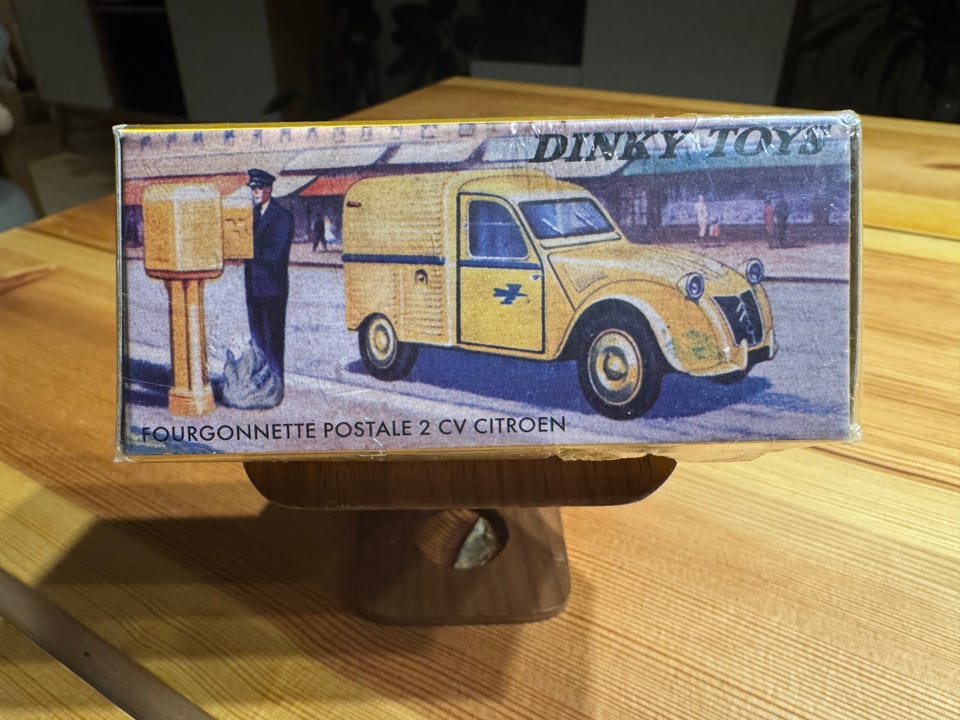 DINKY TOYS
FOURGONNETTE POSTALE 2 CV CITROEN